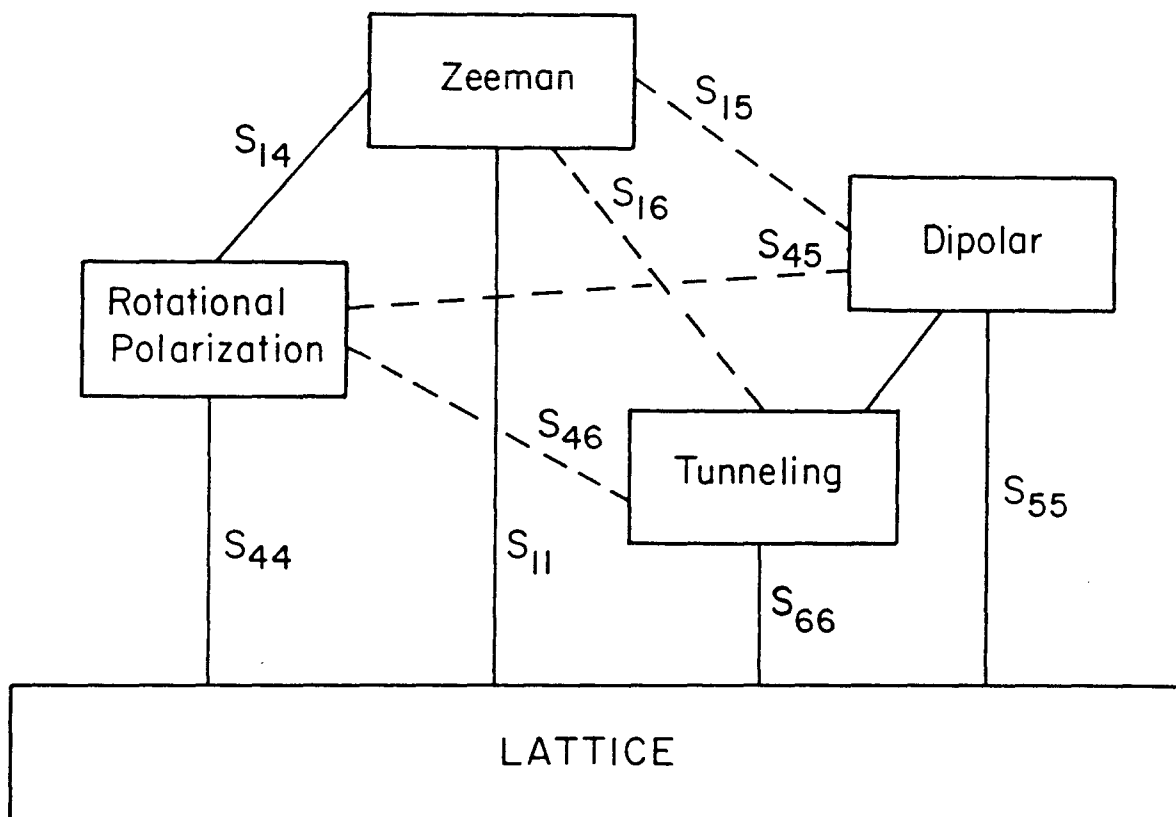 Zeeman
S15
S14
S16
Dipolar
S45
Rotational
Polarization
S46
Tunneling
S44
S11
S55
S66
LATTICE